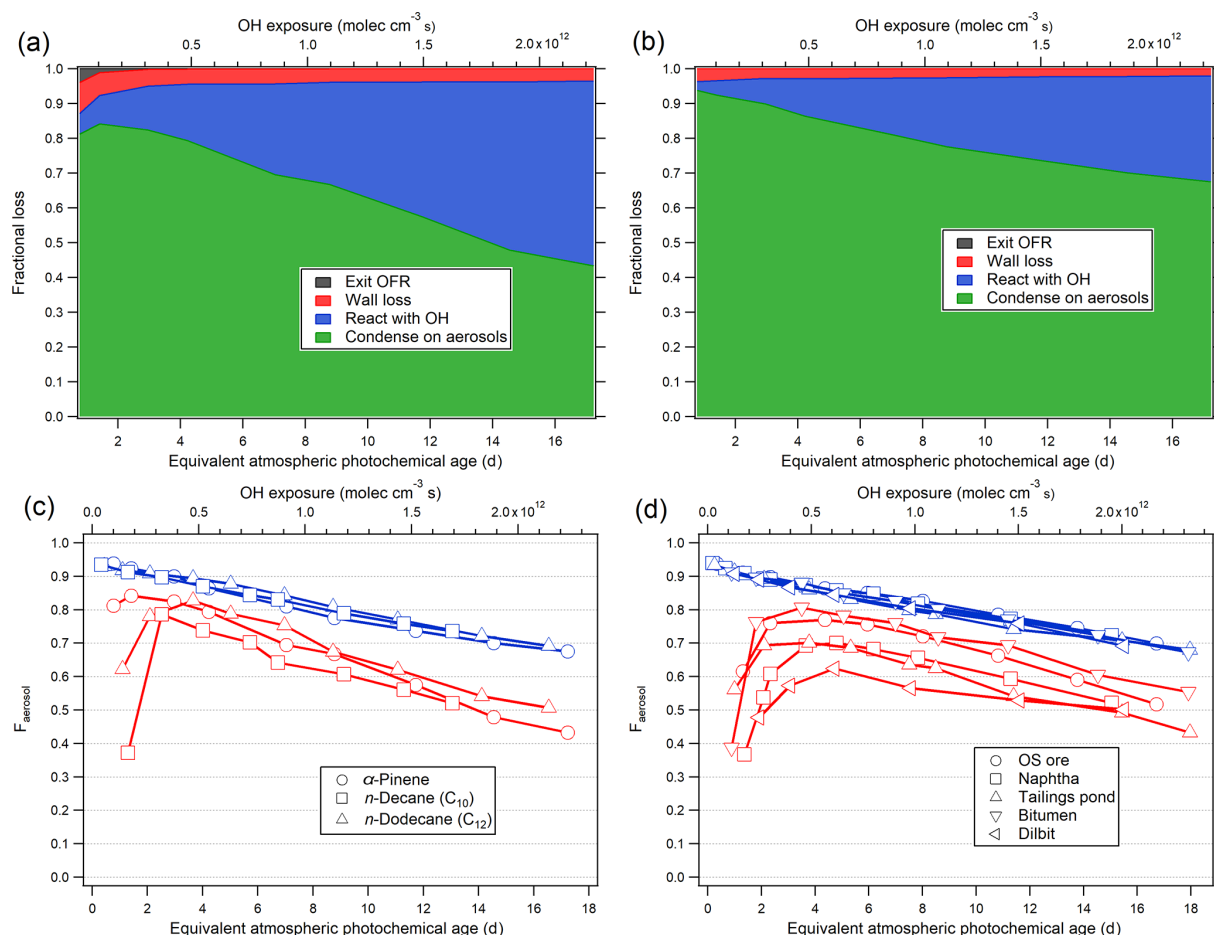 (a)
OH exposure (molec cm⁻³ s)
0.5 1.0 1.5 2.0 x 10¹²
1.0
0.9
0.8
0.7
0.6
0.5
0.4
0.3
0.2
0.1
0.0
Fractional loss
Exit OFR
Wall loss
React with OH
Condense on aerosols
2 4 6 8 10 12 14 16
Equivalent atmospheric photochemical age (d)
(b)
OH exposure (molec cm⁻³ s)
0.5 1.0 1.5 2.0 x 10¹²
1.0
0.9
0.8
0.7
0.6
0.5
0.4
0.3
0.2
0.1
0.0
Fractional loss
Exit OFR
Wall loss
React with OH
Condense on aerosols
2 4 6 8 10 12 14 16
Equivalent atmospheric photochemical age (d)
(c)
OH exposure (molec cm⁻³ s)
0.0 0.5 1.0 1.5 2.0 x 10¹²
1.0
0.9
0.8
0.7
0.6
0.5
0.4
0.3
0.2
0.1
0.0
F_aerosol
α-Pinene
n-Decane (C₁₀)
n-Dodecane (C₁₂)
0 2 4 6 8 10 12 14 16 18
Equivalent atmospheric photochemical age (d)
(d)
OH exposure (molec cm⁻³ s)
0.0 0.5 1.0 1.5 2.0 x 10¹²
1.0
0.9
0.8
0.7
0.6
0.5
0.4
0.3
0.2
0.1
0.0
F_aerosol
OS ore
Naphtha
Tailings pond
Bitumen
Dilbit
0 2 4 6 8 10 12 14 16 18
Equivalent atmospheric photochemical age (d)